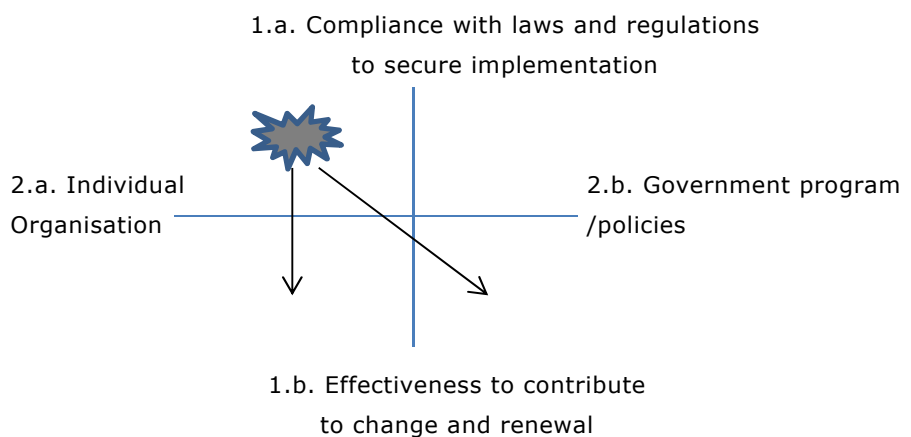 1.a. Compliance with laws and regulations
to secure implementation
2.a. Individual
Organisation
2.b. Government program
/policies
1.b. Effectiveness to contribute
to change and renewal